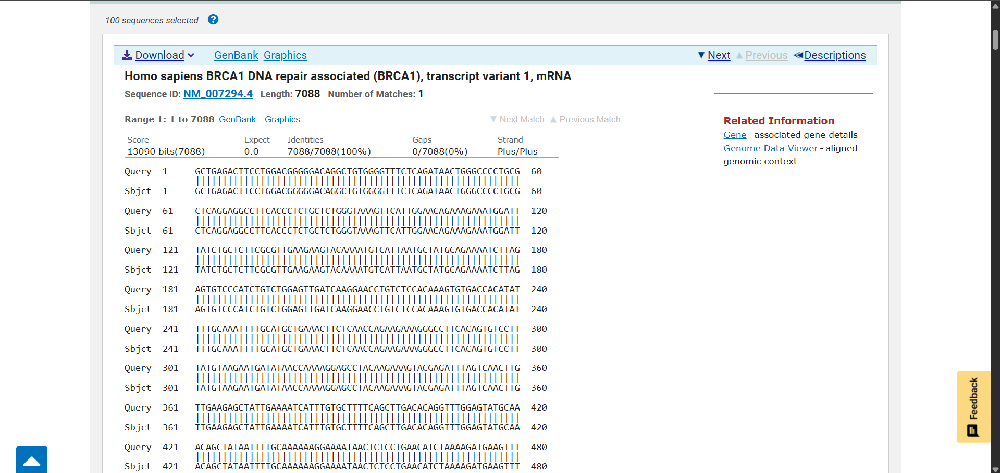 100 sequences selected ?
Download GenBank Graphics ▼ Next ▲ Previous ≪Descriptions
Homo sapiens BRCA1 DNA repair associated (BRCA1), transcript variant 1, mRNA
Sequence ID: NM_007294.4 Length: 7088 Number of Matches: 1
Range 1: 1 to 7088 GenBank Graphics ▼ Next Match ▲ Previous Match
Score Expect Identities Gaps Strand
13090 bits(7088) 0.0 7088/7088(100%) 0/7088(0%) Plus/Plus
Query 1 GCTGAGACTTCCTGGACGGGGGACAGGCTGTGGGGTTTCTCAGATAACTGGGCCCCTGCG 60
||||||||||||||||||||||||||||||||||||||||||||||||||||||||||||
Sbjct 1 GCTGAGACTTCCTGGACGGGGGACAGGCTGTGGGGTTTCTCAGATAACTGGGCCCCTGCG 60
Query 61 CTCAGGAGGCCTTCACCCTCTGCTCTGGGTAAAGTTCATTGGAACAGAAAGAAATGGATT 120
||||||||||||||||||||||||||||||||||||||||||||||||||||||||||||
Sbjct 61 CTCAGGAGGCCTTCACCCTCTGCTCTGGGTAAAGTTCATTGGAACAGAAAGAAATGGATT 120
Query 121 TATCTGCTCTTCGCGTTGAAGAAGTACAAAATGTCATTAATGCTATGCAGAAAATCTTAG 180
||||||||||||||||||||||||||||||||||||||||||||||||||||||||||||
Sbjct 121 TATCTGCTCTTCGCGTTGAAGAAGTACAAAATGTCATTAATGCTATGCAGAAAATCTTAG 180
Query 181 AGTGTCCCATCTGTCTGGAGTTGATCAAGGAACCTGTCTCCACAAAGTGTGACCACATAT 240
||||||||||||||||||||||||||||||||||||||||||||||||||||||||||||
Sbjct 181 AGTGTCCCATCTGTCTGGAGTTGATCAAGGAACCTGTCTCCACAAAGTGTGACCACATAT 240
Query 241 TTTGCAAATTTTGCATGCTGAAACTTCTCAACCAGAAGAAAGGGCCTTCACAGTGTCCTT 300
||||||||||||||||||||||||||||||||||||||||||||||||||||||||||||
Sbjct 241 TTTGCAAATTTTGCATGCTGAAACTTCTCAACCAGAAGAAAGGGCCTTCACAGTGTCCTT 300
Query 301 TATGTAAGAATGATATAACCAAAAGGAGCCTACAAGAAAGTACGAGATTTAGTCAACTTG 360
||||||||||||||||||||||||||||||||||||||||||||||||||||||||||||
Sbjct 301 TATGTAAGAATGATATAACCAAAAGGAGCCTACAAGAAAGTACGAGATTTAGTCAACTTG 360
Query 361 TTGAAGAGCTATTGAAAATCATTTGTGCTTTTCAGCTTGACACAGGTTTGGAGTATGCAA 420
||||||||||||||||||||||||||||||||||||||||||||||||||||||||||||
Sbjct 361 TTGAAGAGCTATTGAAAATCATTTGTGCTTTTCAGCTTGACACAGGTTTGGAGTATGCAA 420
Query 421 ACAGCTATAATTTTGCAAAAAAGGAAAATAACTCTCCTGAACATCTAAAAGATGAAGTTT 480
||||||||||||||||||||||||||||||||||||||||||||||||||||||||||||
Sbjct 421 ACAGCTATAATTTTGCAAAAAAGGAAAATAACTCTCCTGAACATCTAAAAGATGAAGTTT 480
Related Information
Gene - associated gene details
Genome Data Viewer - aligned
genomic context
Feedback